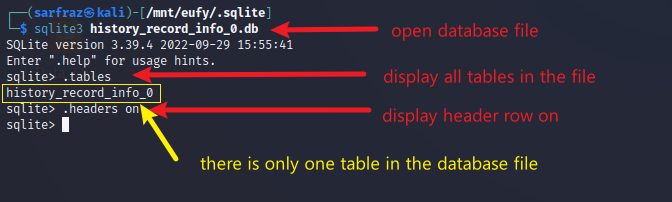 (sarfraz㉿kali)-[/mnt/eufy/.sqlite]
$ sqlite3 history_record_info_0.db
open database file
SQLite version 3.39.4 2022-09-29 15:55:41
Enter ".help" for usage hints.
sqlite> .tables
display all tables in the file
history_record_info_0
sqlite> .headers on
display header row on
sqlite>
there is only one table in the database file